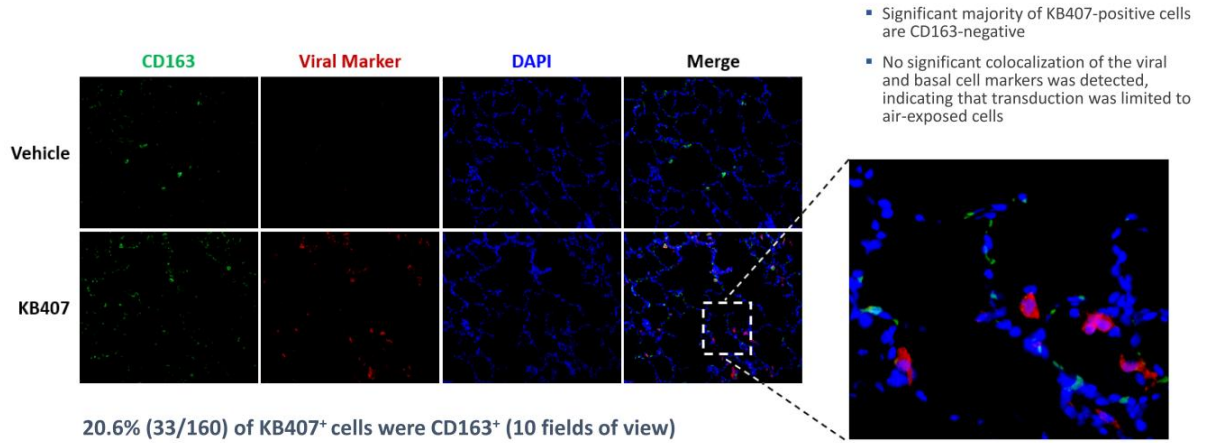 ▪ Significant majority of KB407-positive cells
are CD163-negative
▪ No significant colocalization of the viral
and basal cell markers was detected,
indicating that transduction was limited to
air-exposed cells
CD163 Viral Marker DAPI Merge
Vehicle
KB407
20.6% (33/160) of KB407⁺ cells were CD163⁺ (10 fields of view)